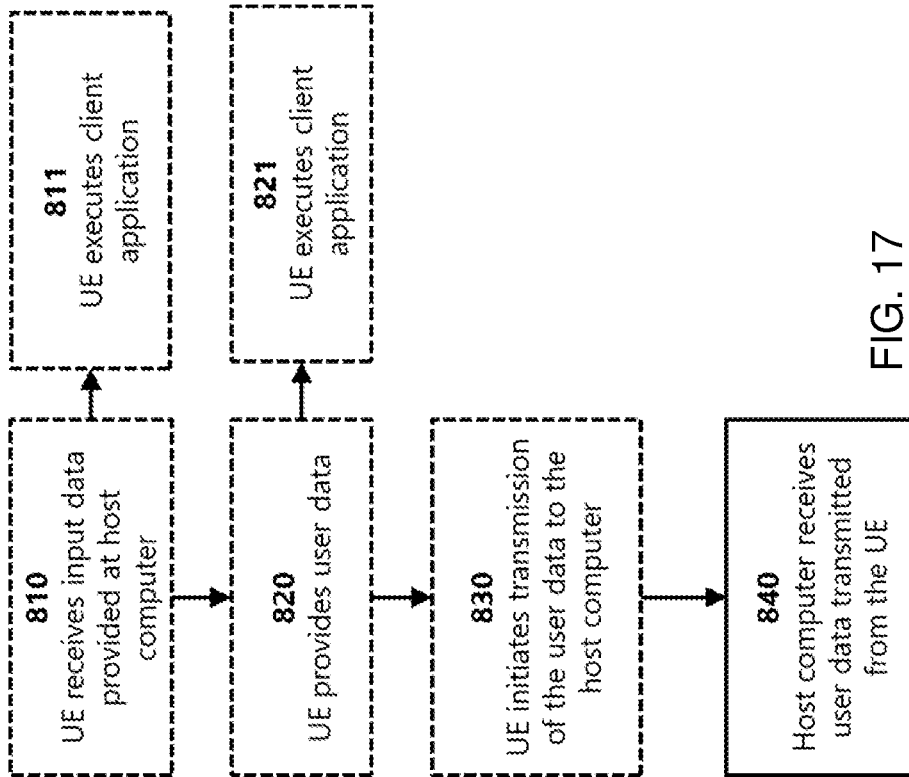 810
UE receives input data
provided at host
computer
811
UE executes client
application
820
UE provides user data
821
UE executes client
application
830
UE initiates transmission
of the user data to the
host computer
840
Host computer receives
user data transmitted
from the UE
FIG. 17